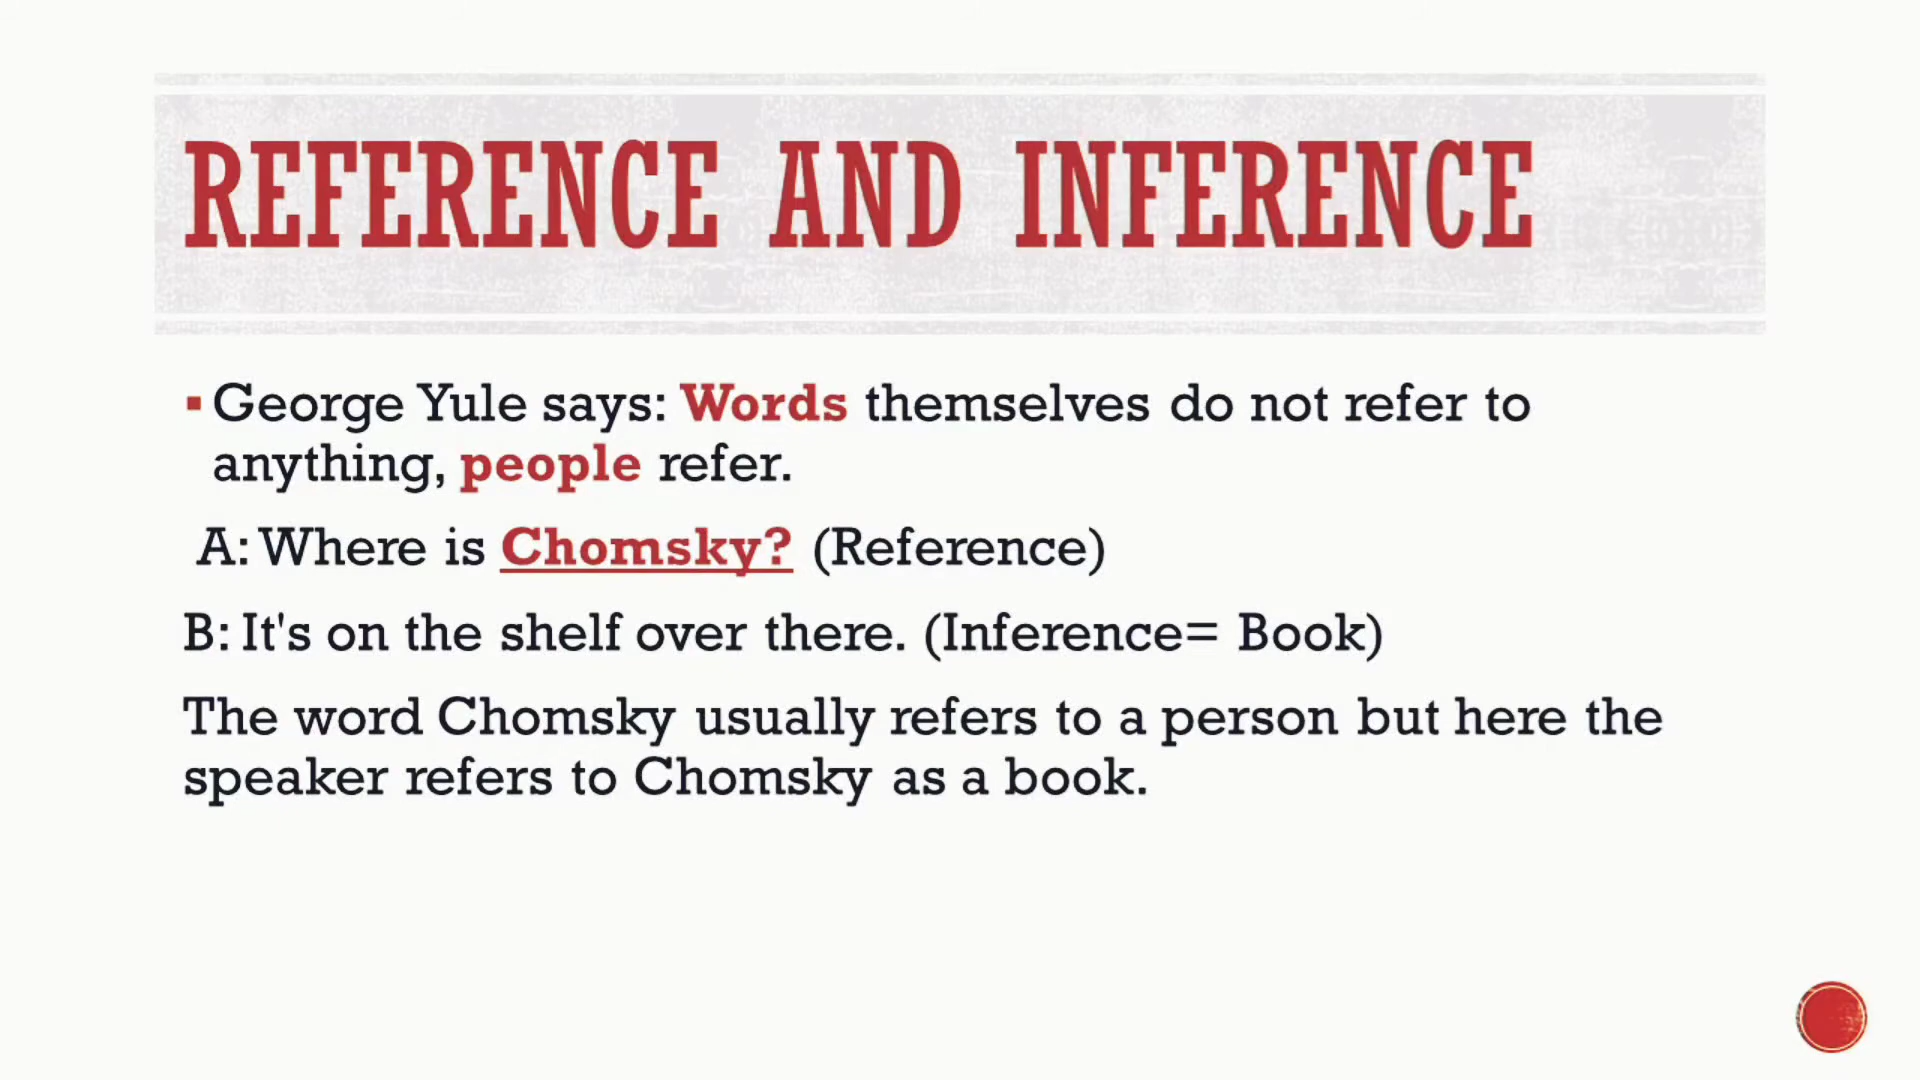 REFERENCE AND INFERENCE
▪ George Yule says: Words themselves do not refer to
anything, people refer.
A: Where is Chomsky? (Reference)
B: It's on the shelf over there. (Inference= Book)
The word Chomsky usually refers to a person but here the
speaker refers to Chomsky as a book.